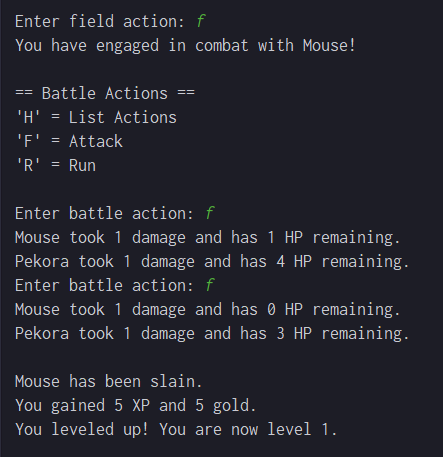 Enter field action: f
You have engaged in combat with Mouse!
== Battle Actions ==
'H' = List Actions
'F' = Attack
'R' = Run
Enter battle action: f
Mouse took 1 damage and has 1 HP remaining.
Pekora took 1 damage and has 4 HP remaining.
Enter battle action: f
Mouse took 1 damage and has 0 HP remaining.
Pekora took 1 damage and has 3 HP remaining.
Mouse has been slain.
You gained 5 XP and 5 gold.
You leveled up! You are now level 1.